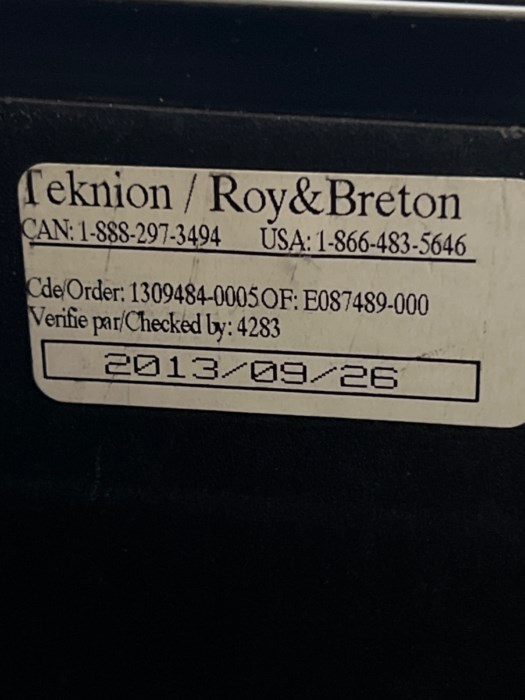 Teknion / Roy&Breton
CAN: 1-888-297-3494 USA: 1-866-483-5646
Cde/Order: 1309484-0005 OF: E087489-000
Verifie par/Checked by: 4283
2013/09/26